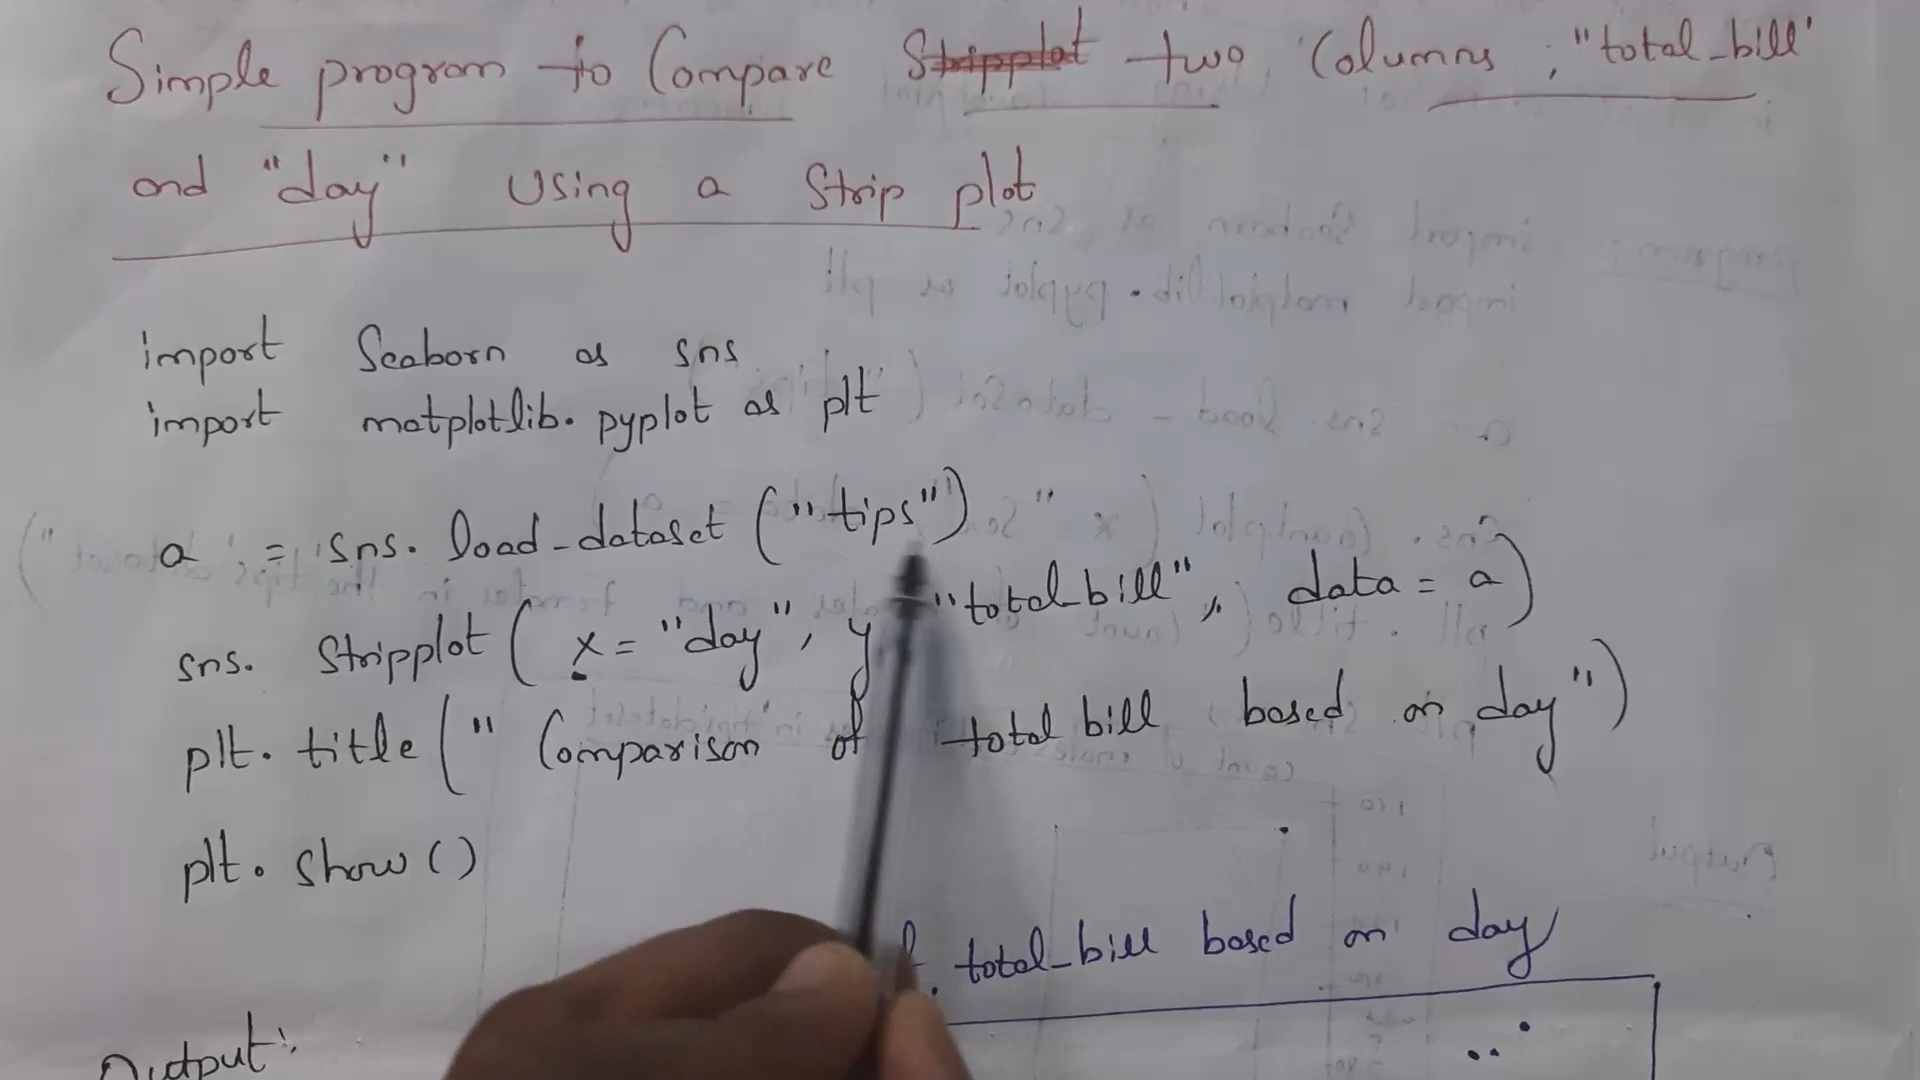 Simple program to Compare two Columns ; "total_bill"
and "day" Using a Strip plot
import Seaborn as sns
import matplotlib.pyplot as plt
a = sns.load_dataset ("tips")
sns. stripplot ( x = "day", y "total_bill", data = a)
plt. title (" Comparison of total bill based on day")
plt. show ()
total_bill based on day
Output: